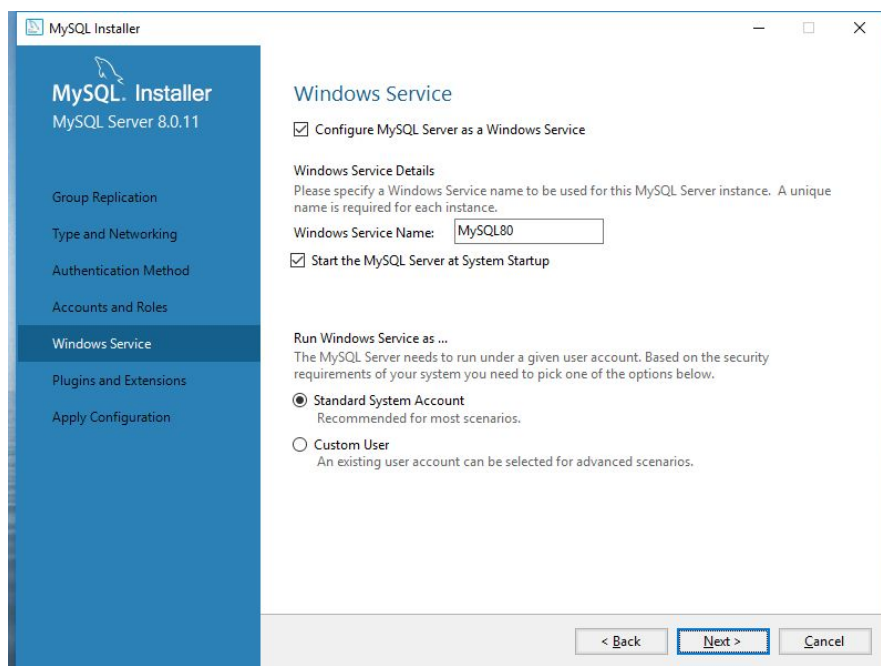 MySQL Installer
MySQL. Installer
MySQL Server 8.0.11
Group Replication
Type and Networking
Authentication Method
Accounts and Roles
Windows Service
Plugins and Extensions
Apply Configuration
Windows Service
Configure MySQL Server as a Windows Service
Windows Service Details
Please specify a Windows Service name to be used for this MySQL Server instance. A unique
name is required for each instance.
Windows Service Name: MySQL80
Start the MySQL Server at System Startup
Run Windows Service as ...
The MySQL Server needs to run under a given user account. Based on the security
requirements of your system you need to pick one of the options below.
Standard System Account
Recommended for most scenarios.
Custom User
An existing user account can be selected for advanced scenarios.
< Back Next > Cancel